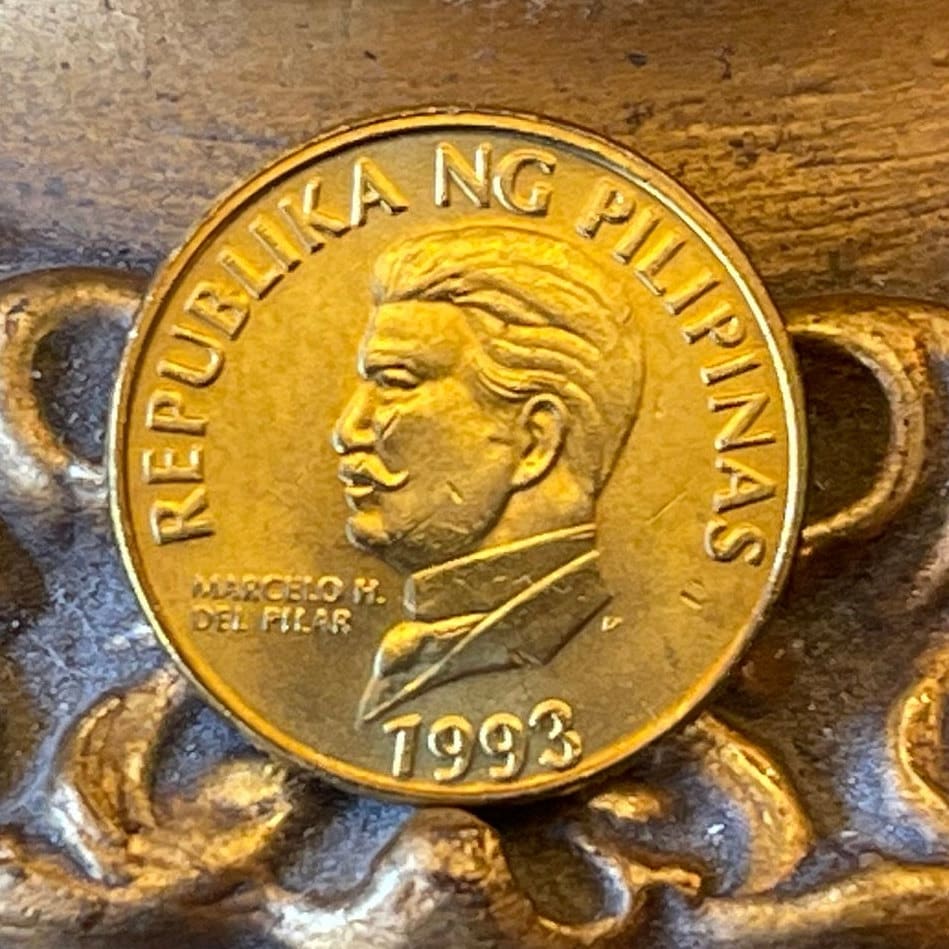 REPUBLIKA NG PILIPINAS
MARCELO H.
DEL PILAR
1993